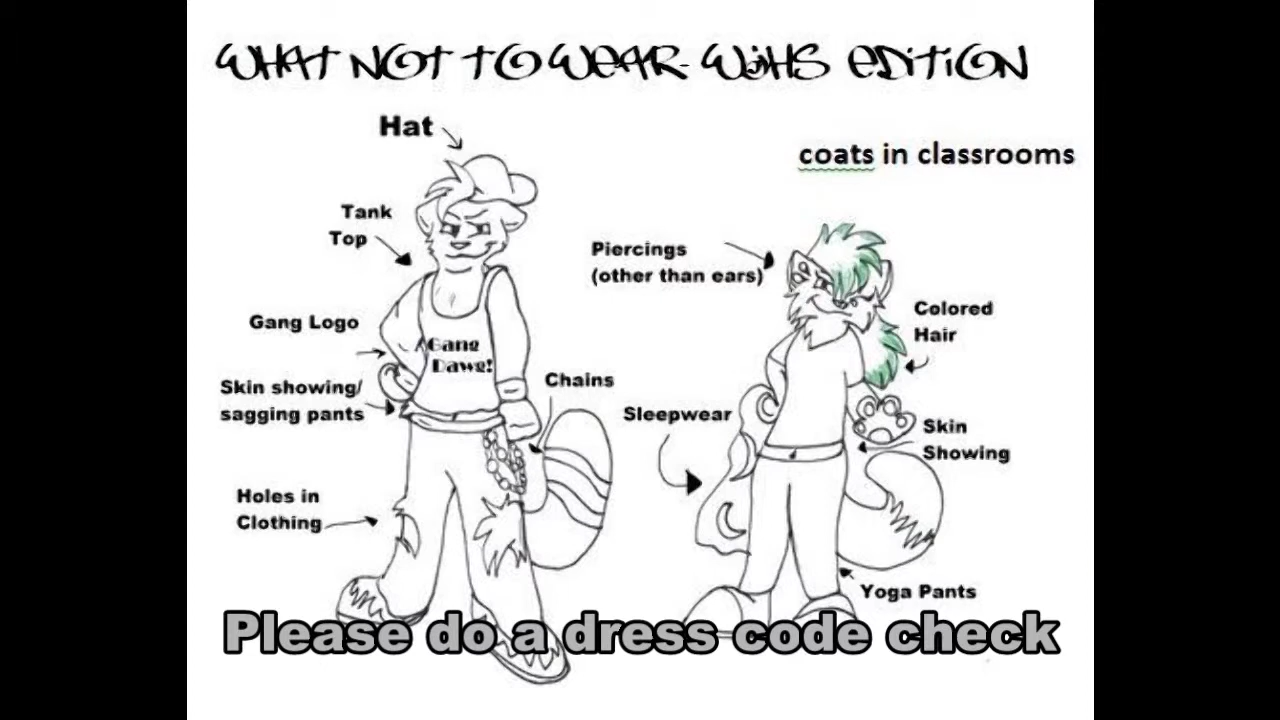 WHAT NOT TO WEAR- WJHS EDITION
Hat
coats in classrooms
Tank
Top
Piercings
(other than ears)
Gang Logo
Colored
Hair
Gang
Dawg!
Skin showing/
sagging pants
Chains
Sleepwear
Skin
Showing
Holes in
Clothing
Yoga Pants
Please do a dress code check